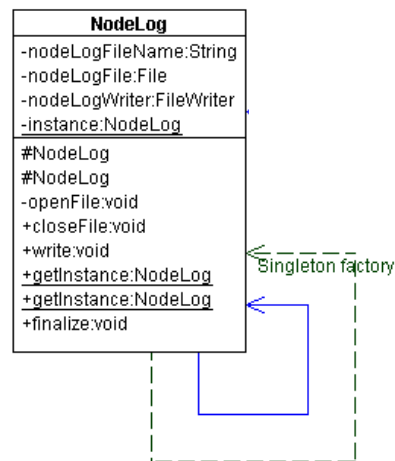 NodeLog
-nodeLogFileName:String
-nodeLogFile:File
-nodeLogWriter:FileWriter
-instance:NodeLog
#NodeLog
#NodeLog
-openFile:void
+closeFile:void
+write:void
+getInstance:NodeLog
+getInstance:NodeLog
+finalize:void
Singleton factory